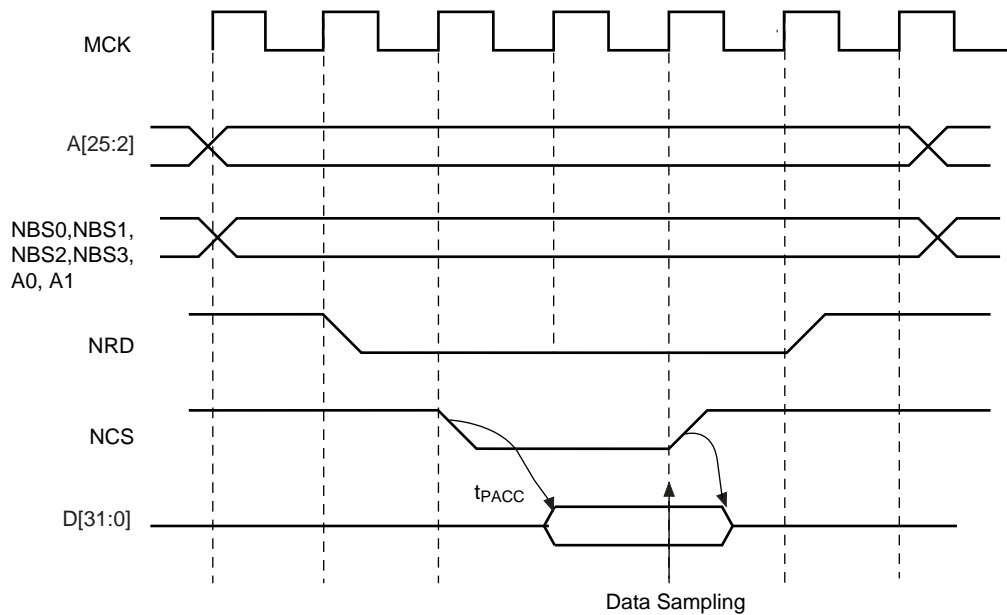 MCK
A[25:2]
NBS0,NBS1,
NBS2,NBS3,
A0, A1
NRD
NCS
tPACC
D[31:0]
Data Sampling